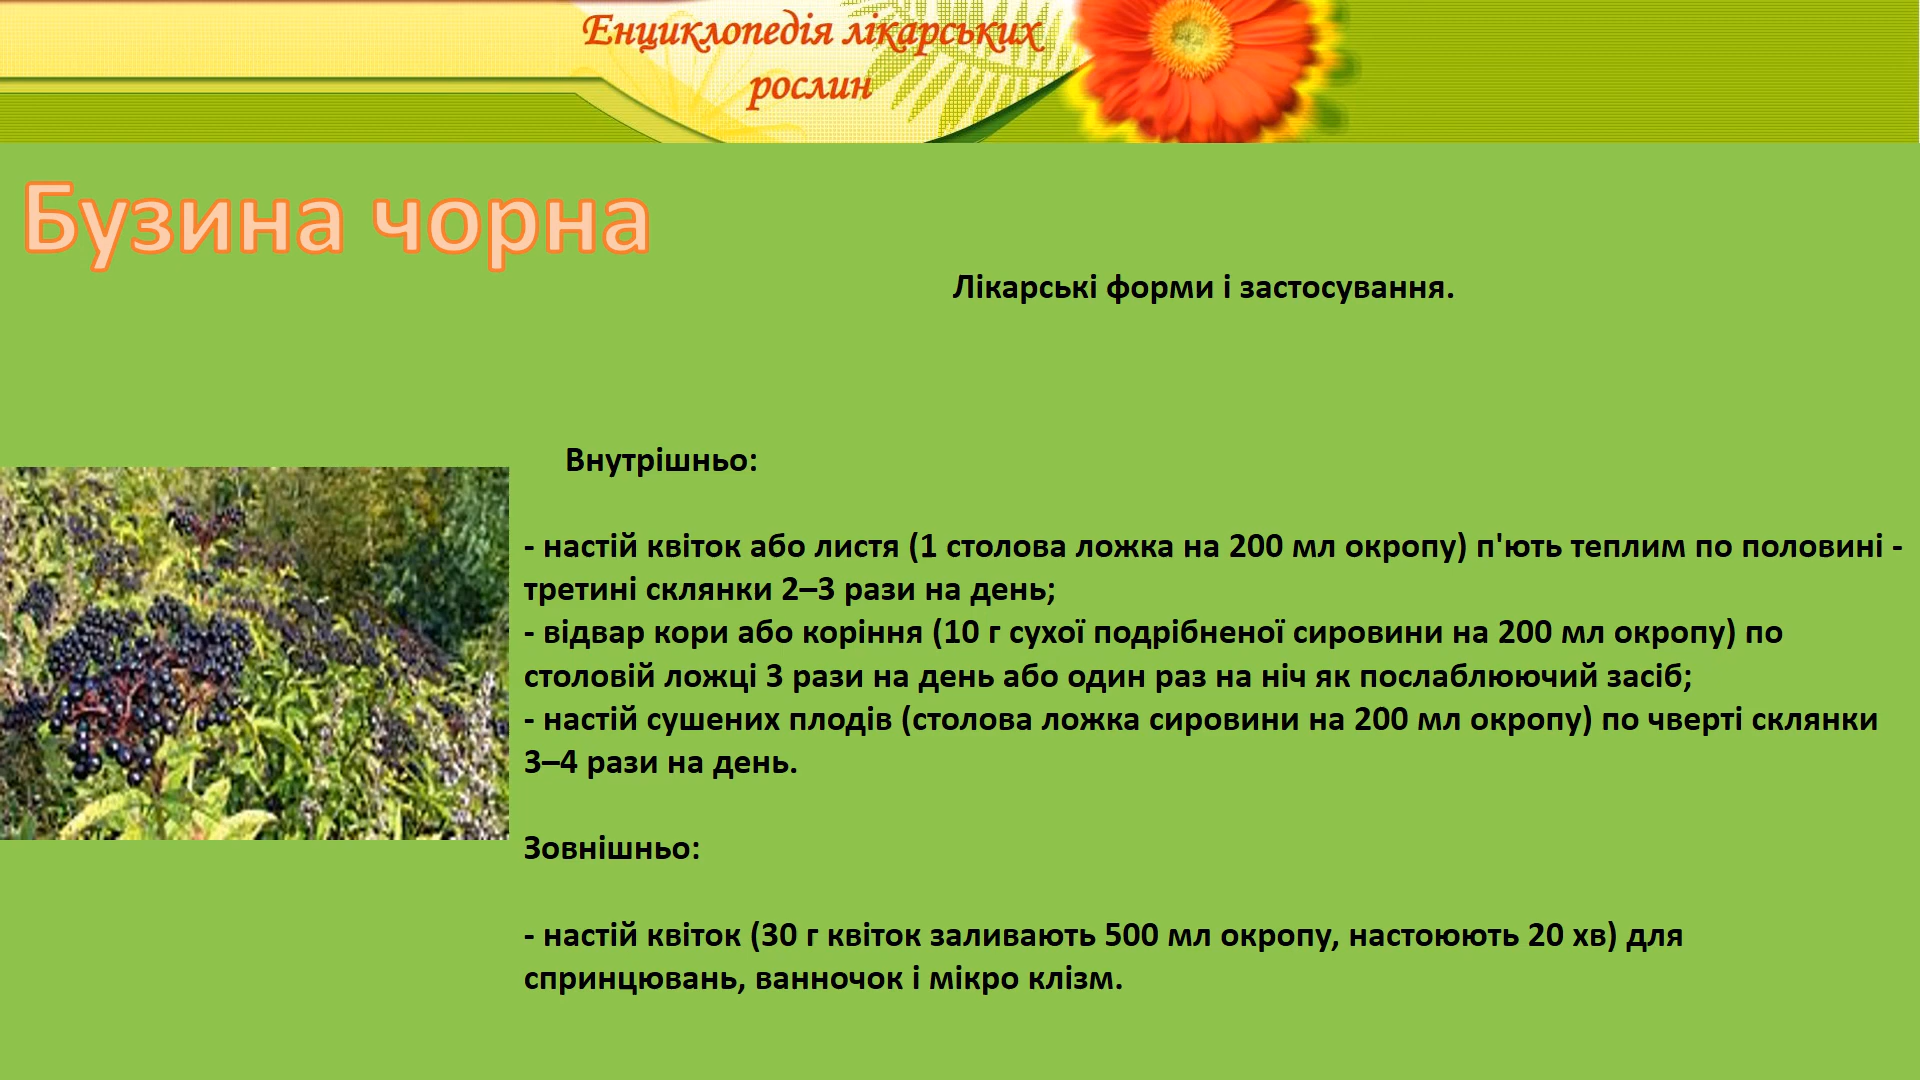 Енциклопедія лікарських
рослин
Бузина чорна
Лікарські форми і застосування.
Внутрішньо:
- настій квіток або листя (1 столова ложка на 200 мл окропу) п'ють теплим по половині -
третині склянки 2–3 рази на день;
- відвар кори або коріння (10 г сухої подрібненої сировини на 200 мл окропу) по
столовій ложці 3 рази на день або один раз на ніч як послаблюючий засіб;
- настій сушених плодів (столова ложка сировини на 200 мл окропу) по чверті склянки
3–4 рази на день.
Зовнішньо:
- настій квіток (30 г квіток заливають 500 мл окропу, настоюють 20 хв) для
спринцювань, ванночок і мікро клізм.